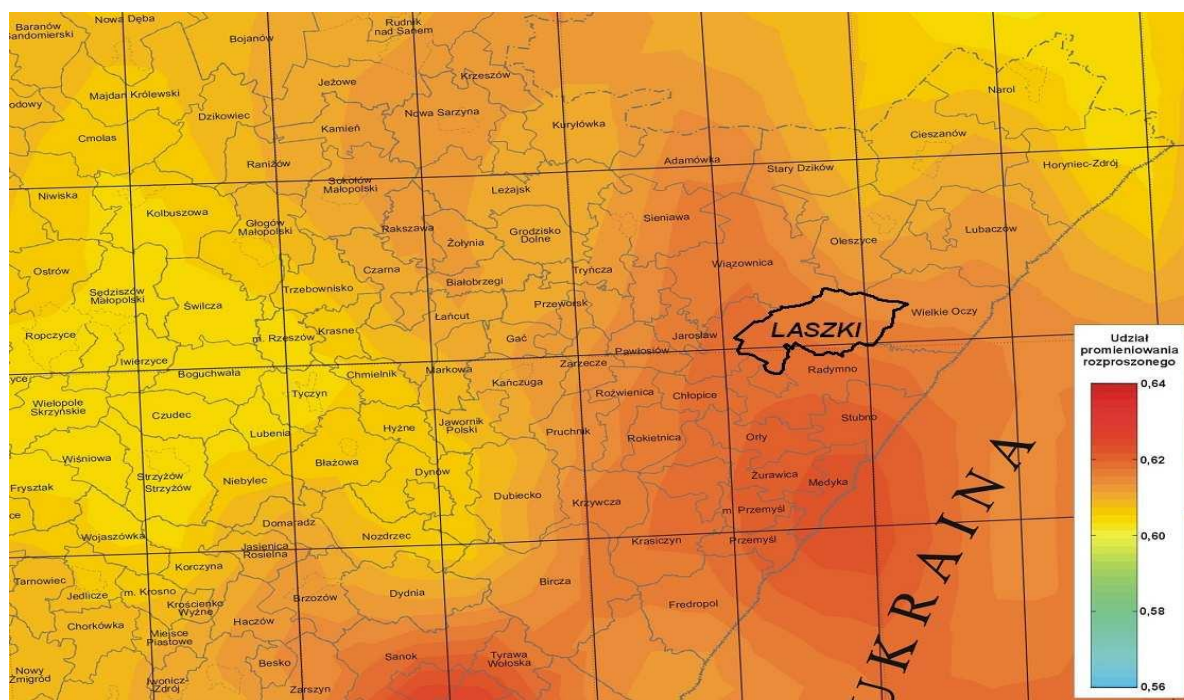 Nowa Dęba
Baranów
Sandomierski
Bojanów
Rudnik
nad Sanem
Krzeszów
Jeżowe
Majdan Królewski
Dzikowiec
Nowa Sarzyna
Kamień
Kuryłówka
Cmolas
Narol
Cieszanów
Raniżów
Adamówka
Stary Dzików
Horyniec-Zdrój
Sokołów
Małopolski
Leżajsk
Niwiska
Kolbuszowa
Głogów
Małopolski
Rakszawa
Żołynia
Grodzisko
Dolne
Sieniawa
Oleszyce
Lubaczów
Ostrów
Sędziszów
Małopolski
Świlcza
Trzebownisko
Czarna
Białobrzegi
Tryńcza
Wiązownica
Przeworsk
Wielkie Oczy
Łańcut
Krasne
m. Rzeszów
Ropczyce
Iwierzyce
Gać
Jarosław
LASZKI
Pawłosiów
Zarzecze
Radymno
Boguchwała
Chmielnik
Markowa
Kańczuga
Roźwienica
Chłopice
Wielopole
Skrzyńskie
Czudec
Tyczyn
Lubenia
Hyżne
Jawornik
Polski
Pruchnik
Rokietnica
Orły
Stubno
Wiśniowa
Błażowa
Dynów
Żurawica
Medyka
Strzyżów
Strzyżów
Niebylec
Frysztak
Dubiecko
Krzywcza
m. Przemyśl
Domaradz
Wojaszówka
Jasienica
Rosielna
Nozdrzec
Krasiczyn
Przemyśl
Tarnowiec
Jedlicze
m. Krosno
Korczyna
Krościenko
Wyżne
Brzozów
Dydnia
Bircza
Fredropol
Chorkówka
Miejsce
Piastowe
Haczów
Nowy
Żmigród
Iwonicz-
Zdrój
Besko
Zarszyn
Sanok
Tyrawa
Wołoska
UKRAINA
Udział
promieniowania
rozproszonego
0,64
0,62
0,60
0,58
0,56